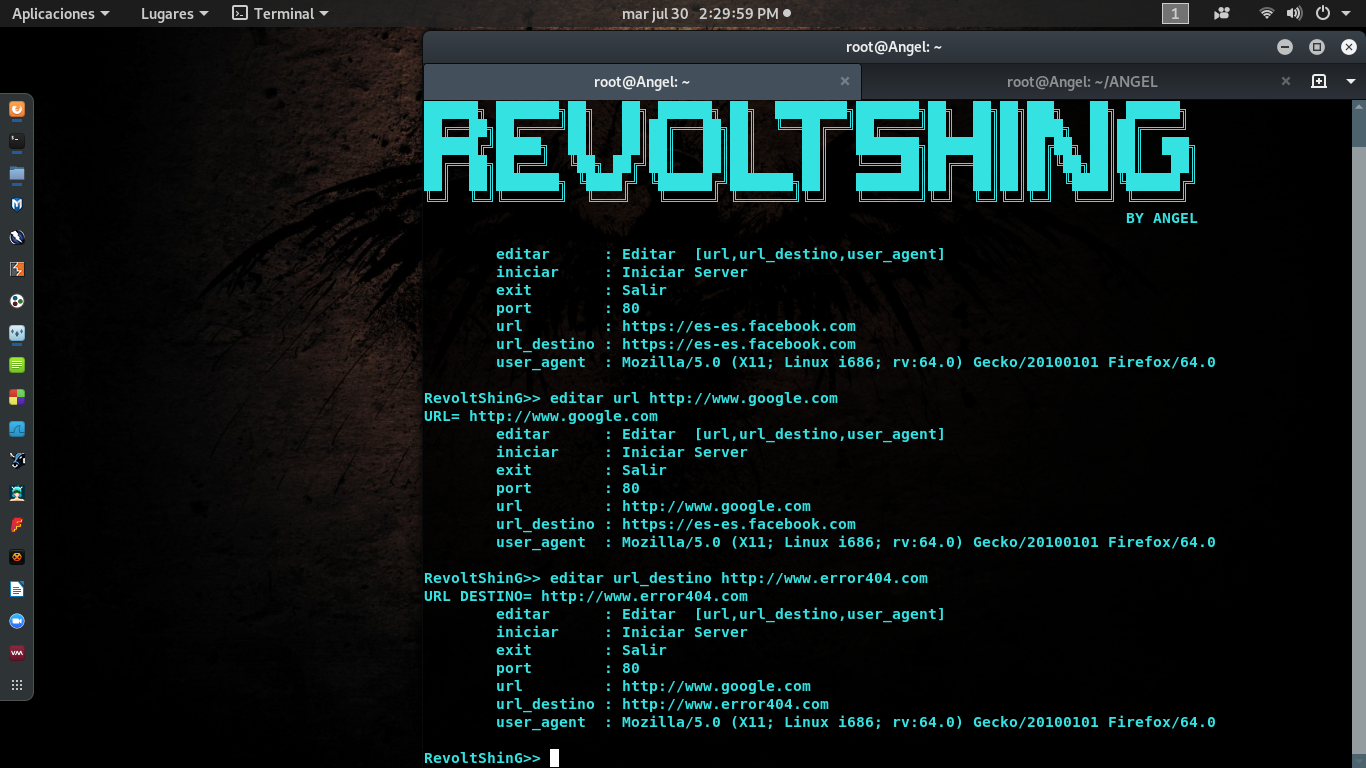 Aplicaciones Lugares Terminal mar jul 30 2:29:59 PM 1
root@Angel: ~
root@Angel: ~ root@Angel: ~/ANGEL
REVOLTSHING
BY ANGEL
editar : Editar [url,url_destino,user_agent]
iniciar : Iniciar Server
exit : Salir
port : 80
url : https://es-es.facebook.com
url_destino : https://es-es.facebook.com
user_agent : Mozilla/5.0 (X11; Linux i686; rv:64.0) Gecko/20100101 Firefox/64.0
RevoltShinG>> editar url http://www.google.com
URL= http://www.google.com
editar : Editar [url,url_destino,user_agent]
iniciar : Iniciar Server
exit : Salir
port : 80
url : http://www.google.com
url_destino : https://es-es.facebook.com
user_agent : Mozilla/5.0 (X11; Linux i686; rv:64.0) Gecko/20100101 Firefox/64.0
RevoltShinG>> editar url_destino http://www.error404.com
URL DESTINO= http://www.error404.com
editar : Editar [url,url_destino,user_agent]
iniciar : Iniciar Server
exit : Salir
port : 80
url : http://www.google.com
url_destino : http://www.error404.com
user_agent : Mozilla/5.0 (X11; Linux i686; rv:64.0) Gecko/20100101 Firefox/64.0
RevoltShinG>>